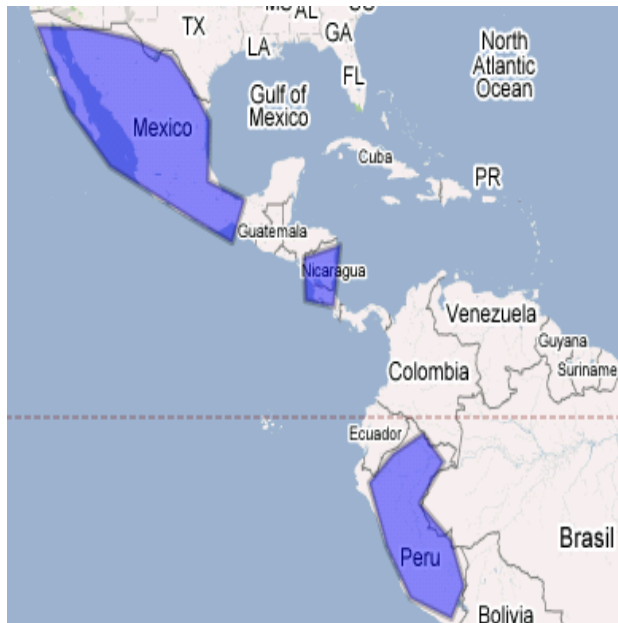 TX
AL
GA
LA
FL
North
Atlantic
Ocean
Gulf of
Mexico
Mexico
Cuba
PR
Guatemala
Nicaragua
Venezuela
Guyana
Suriname
Colombia
Ecuador
Brasil
Peru
Bolivia